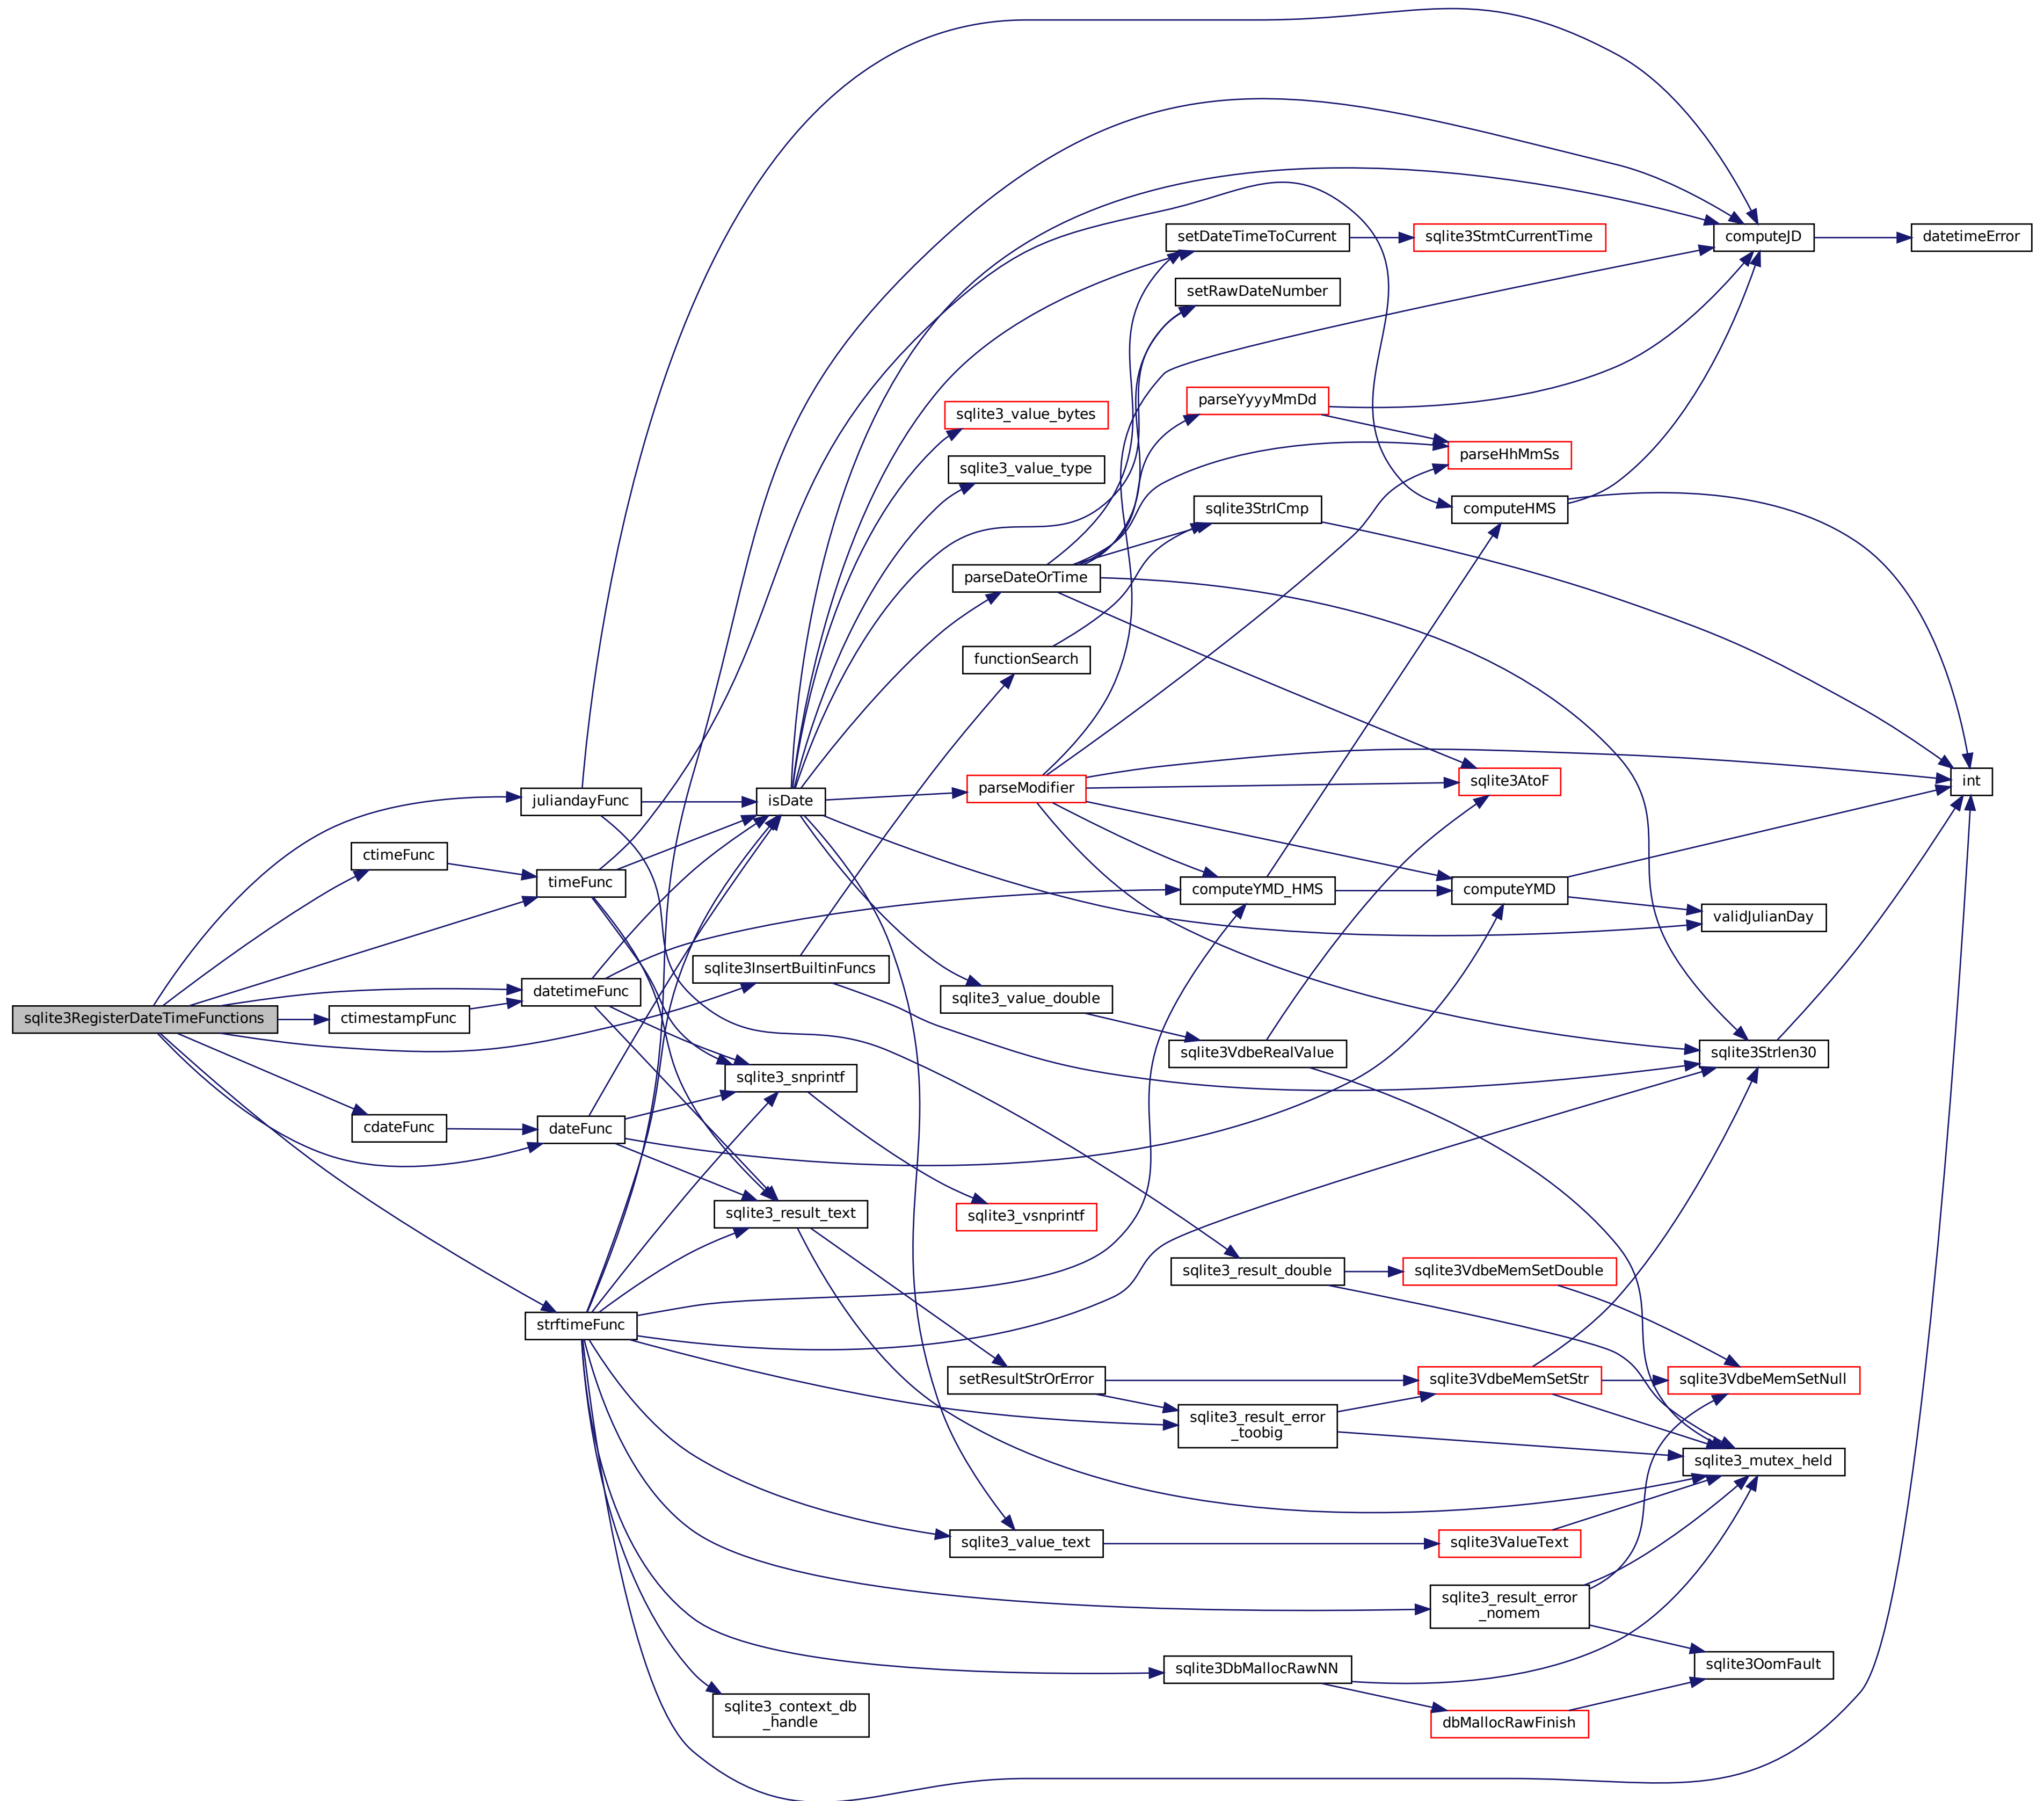 setDateTimeToCurrent
sqlite3StmtCurrentTime
computeJD
datetimeError
setRawDateNumber
parseYyyyMmDd
sqlite3_value_bytes
parseHhMmSs
sqlite3_value_type
sqlite3StrICmp
computeHMS
parseDateOrTime
functionSearch
juliandayFunc
isDate
parseModifier
sqlite3AtoF
int
ctimeFunc
timeFunc
computeYMD_HMS
computeYMD
validJulianDay
sqlite3InsertBuiltinFuncs
datetimeFunc
sqlite3_value_double
sqlite3RegisterDateTimeFunctions
ctimestampFunc
sqlite3VdbeRealValue
sqlite3Strlen30
sqlite3_snprintf
cdateFunc
dateFunc
sqlite3_result_text
sqlite3_vsnprintf
sqlite3_result_double
sqlite3VdbeMemSetDouble
strftimeFunc
setResultStrOrError
sqlite3VdbeMemSetStr
sqlite3VdbeMemSetNull
sqlite3_result_error
_toobig
sqlite3_mutex_held
sqlite3_value_text
sqlite3ValueText
sqlite3_result_error
_nomem
sqlite3DbMallocRawNN
sqlite3OomFault
sqlite3_context_db
_handle
dbMallocRawFinish